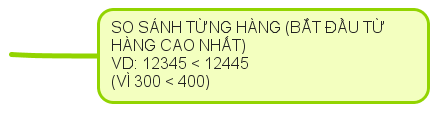 SO SÁNH TỪNG HÀNG (BẮT ĐẦU TỪ
HÀNG CAO NHẤT)
VD: 12345 < 12445
(VÌ 300 < 400)